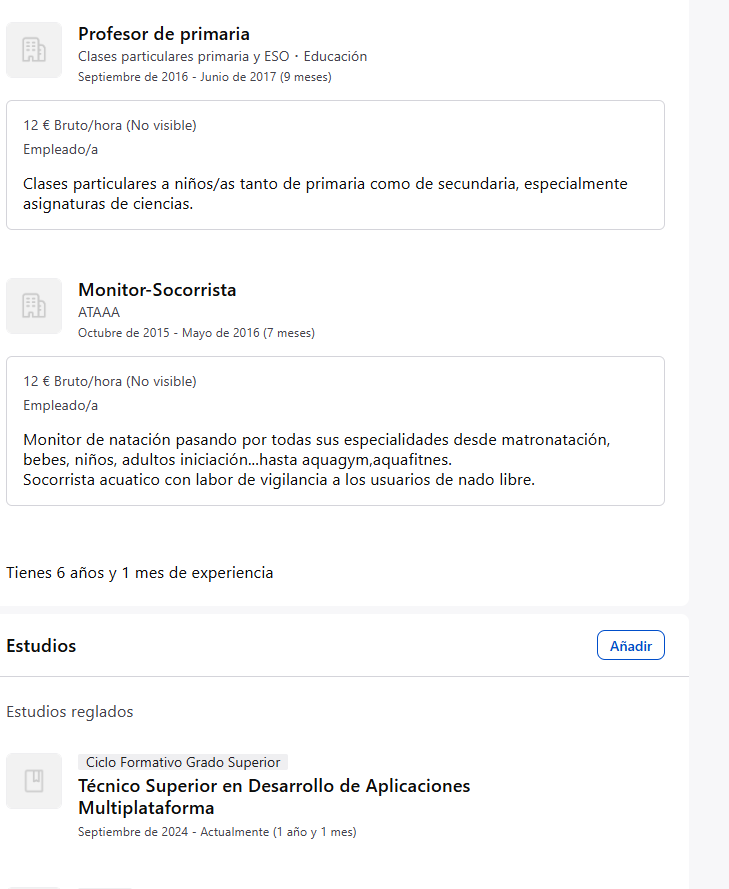 Profesor de primaria
Clases particulares primaria y ESO · Educación
Septiembre de 2016 - Junio de 2017 (9 meses)
12 € Bruto/hora (No visible)
Empleado/a
Clases particulares a niños/as tanto de primaria como de secundaria, especialmente
asignaturas de ciencias.
Monitor-Socorrista
ATAAA
Octubre de 2015 - Mayo de 2016 (7 meses)
12 € Bruto/hora (No visible)
Empleado/a
Monitor de natación pasando por todas sus especialidades desde matronatación,
bebes, niños, adultos iniciación...hasta aquagym,aquafitnes.
Socorrista acuatico con labor de vigilancia a los usuarios de nado libre.
Tienes 6 años y 1 mes de experiencia
Estudios
Añadir
Estudios reglados
Ciclo Formativo Grado Superior
Técnico Superior en Desarrollo de Aplicaciones
Multiplataforma
Septiembre de 2024 - Actualmente (1 año y 1 mes)